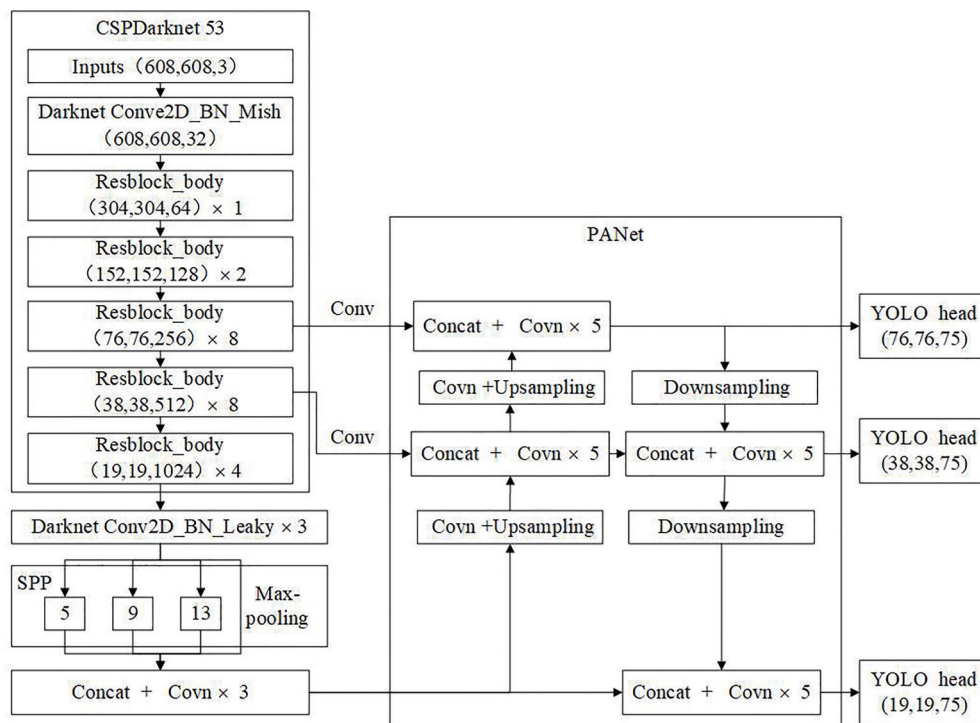 CSPDarknet 53
Inputs（608,608,3）
Darknet Conve2D_BN_Mish
（608,608,32）
Resblock_body
（304,304,64）× 1
Resblock_body
（152,152,128）× 2
Resblock_body
（76,76,256）× 8
Resblock_body
（38,38,512）× 8
Resblock_body
（19,19,1024）× 4
Darknet Conv2D_BN_Leaky × 3
SPP
5
9
13
Max-
pooling
Concat + Covn × 3
Conv
Conv
PANet
Concat + Covn × 5
Covn +Upsampling
Downsampling
Concat + Covn × 5
Concat + Covn × 5
Covn +Upsampling
Downsampling
Concat + Covn × 5
YOLO head
(76,76,75)
YOLO head
(38,38,75)
YOLO head
(19,19,75)